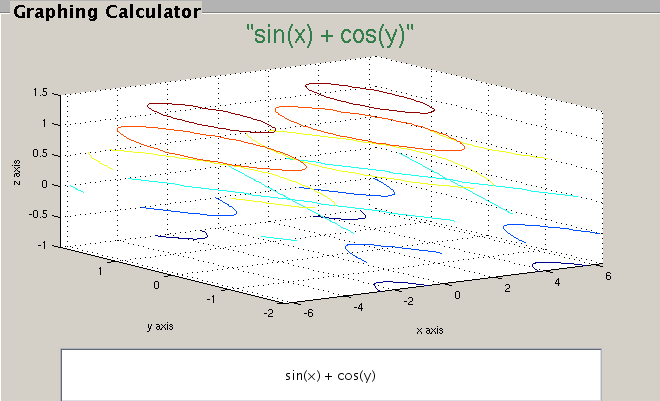 Graphing Calculator
"sin(x) + cos(y)"
1.5
1
0.5
0
-0.5
-1
z axis
1
0
-1
-2
y axis
-6
-4
-2
0
2
4
6
x axis
sin(x) + cos(y)